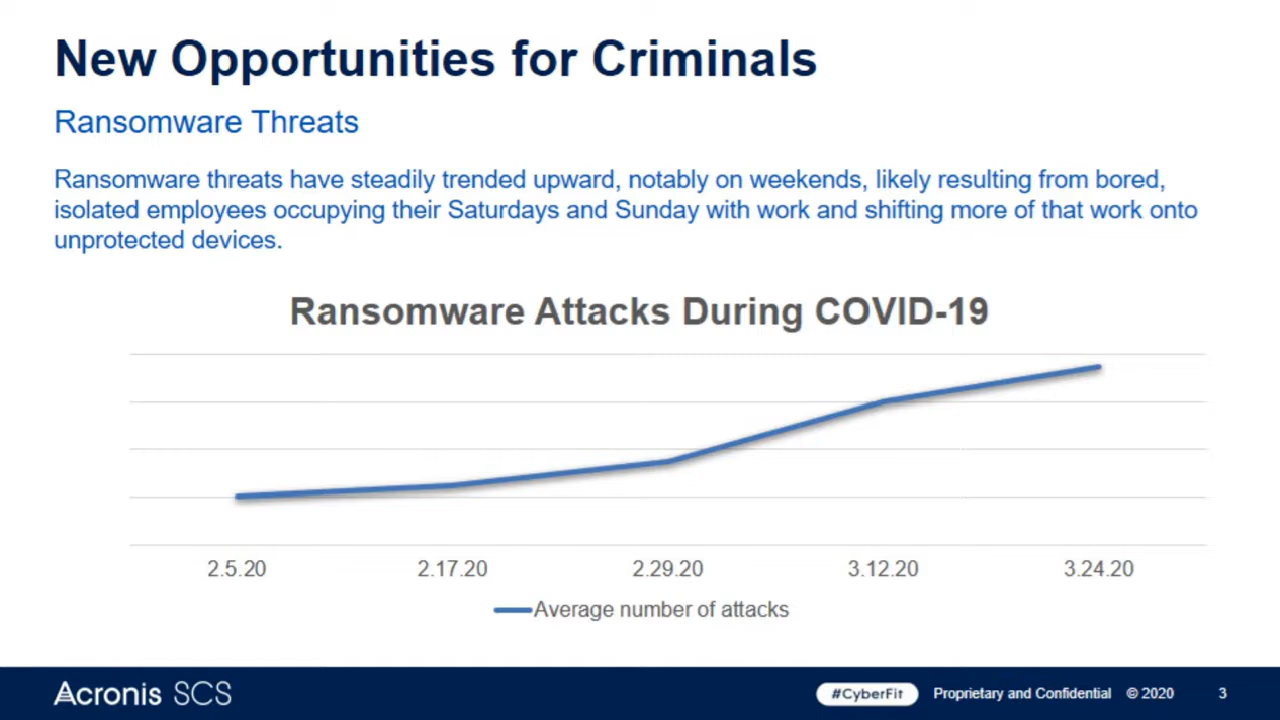 New Opportunities for Criminals
Ransomware Threats
Ransomware threats have steadily trended upward, notably on weekends, likely resulting from bored,
isolated employees occupying their Saturdays and Sunday with work and shifting more of that work onto
unprotected devices.
Ransomware Attacks During COVID-19
2.5.20 2.17.20 2.29.20 3.12.20 3.24.20
Average number of attacks
Acronis SCS #CyberFit Proprietary and Confidential © 2020 3